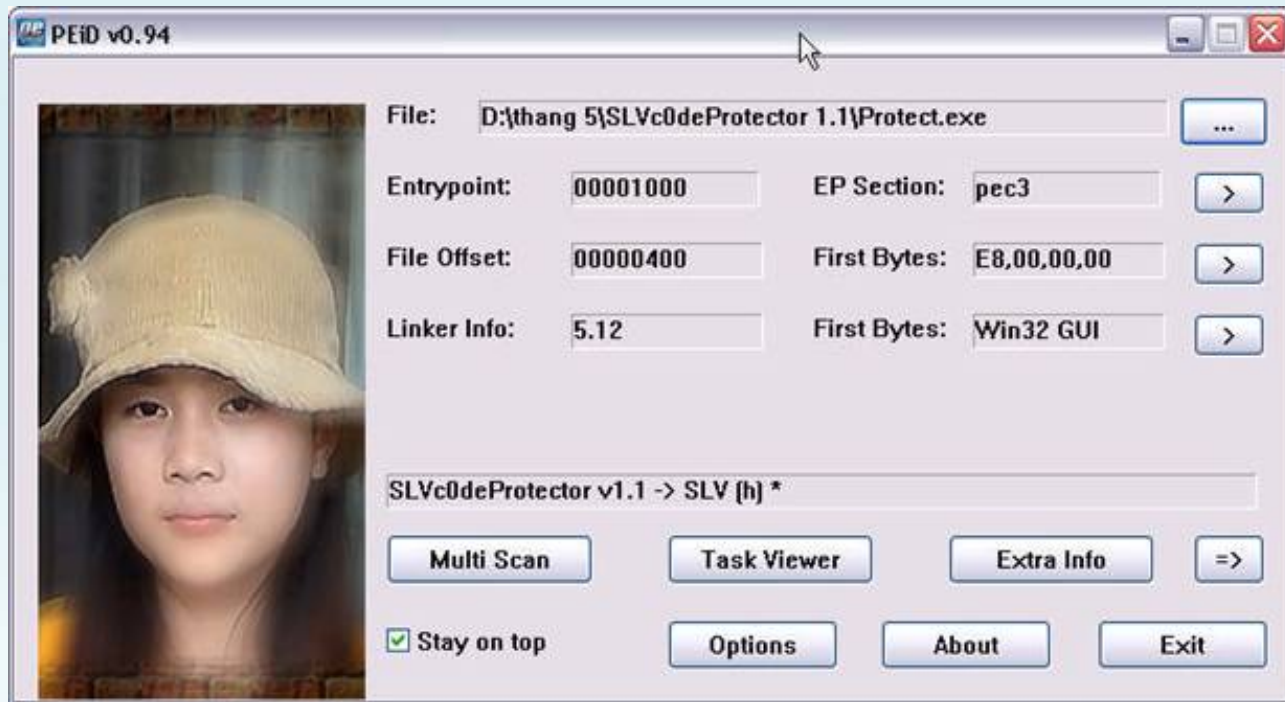 PEiD v0.94
File: D:\thang 5\SLVc0deProtector 1.1\Protect.exe ...
Entrypoint: 00001000 EP Section: pec3 >
File Offset: 00000400 First Bytes: E8,00,00,00 >
Linker Info: 5.12 First Bytes: Win32 GUI >
SLVc0deProtector v1.1 -> SLV (h) *
Multi Scan Task Viewer Extra Info =>
Stay on top Options About Exit